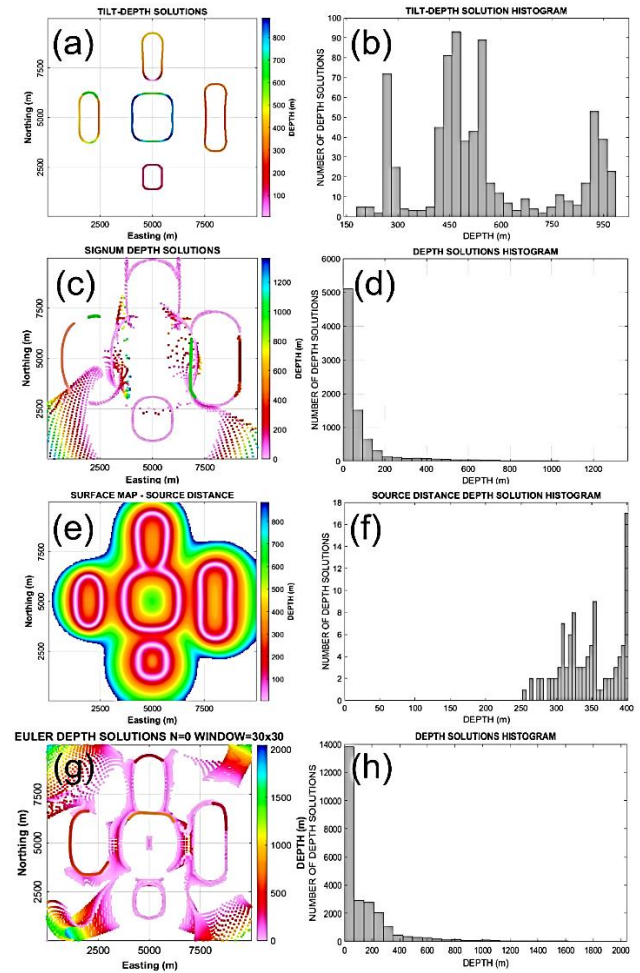 TILT-DEPTH SOLUTIONS
(a)
Northing (m)
7500
5000
2500
2500 5000 7500
Easting (m)
800
700
600
500
400
300
200
100
DEPTH (m)
TILT-DEPTH SOLUTION HISTOGRAM
(b)
NUMBER OF DEPTH SOLUTIONS
100
90
80
70
60
50
40
30
20
10
0
150 300 450 600 750 900
DEPTH (m)
SIGNUM DEPTH SOLUTIONS
(c)
Northing (m)
7500
5000
2500
2500 5000 7500
Easting (m)
1200
1000
800
600
400
200
DEPTH (m)
DEPTH SOLUTIONS HISTOGRAM
(d)
NUMBER OF DEPTH SOLUTIONS
6000
5000
4000
3000
2000
1000
0
0 200 400 600 800 1000 1200
DEPTH (m)
SURFACE MAP - SOURCE DISTANCE
(e)
Northing (m)
7500
5000
2500
2500 5000 7500
Easting (m)
800
700
600
500
400
300
200
100
DEPTH (m)
SOURCE DISTANCE DEPTH SOLUTION HISTOGRAM
(f)
NUMBER OF DEPTH SOLUTIONS
18
16
14
12
10
8
6
4
2
0
0 50 100 150 200 250 300 350 400
DEPTH (m)
EULER DEPTH SOLUTIONS N=0 WINDOW=30x30
(g)
Northing (m)
7500
5000
2500
2500 5000 7500
Easting (m)
2000
1500
1000
500
0
DEPTH (m)
DEPTH SOLUTIONS HISTOGRAM
(h)
NUMBER OF DEPTH SOLUTIONS
14000
12000
10000
8000
6000
4000
2000
0
0 200 400 600 800 1000 1200 1400 1600 1800 2000
DEPTH (m)